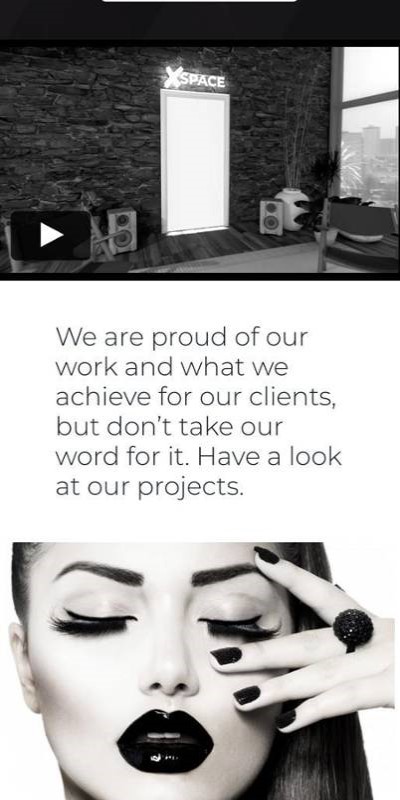 XSPACE
We are proud of our
work and what we
achieve for our clients,
but don’t take our
word for it. Have a look
at our projects.